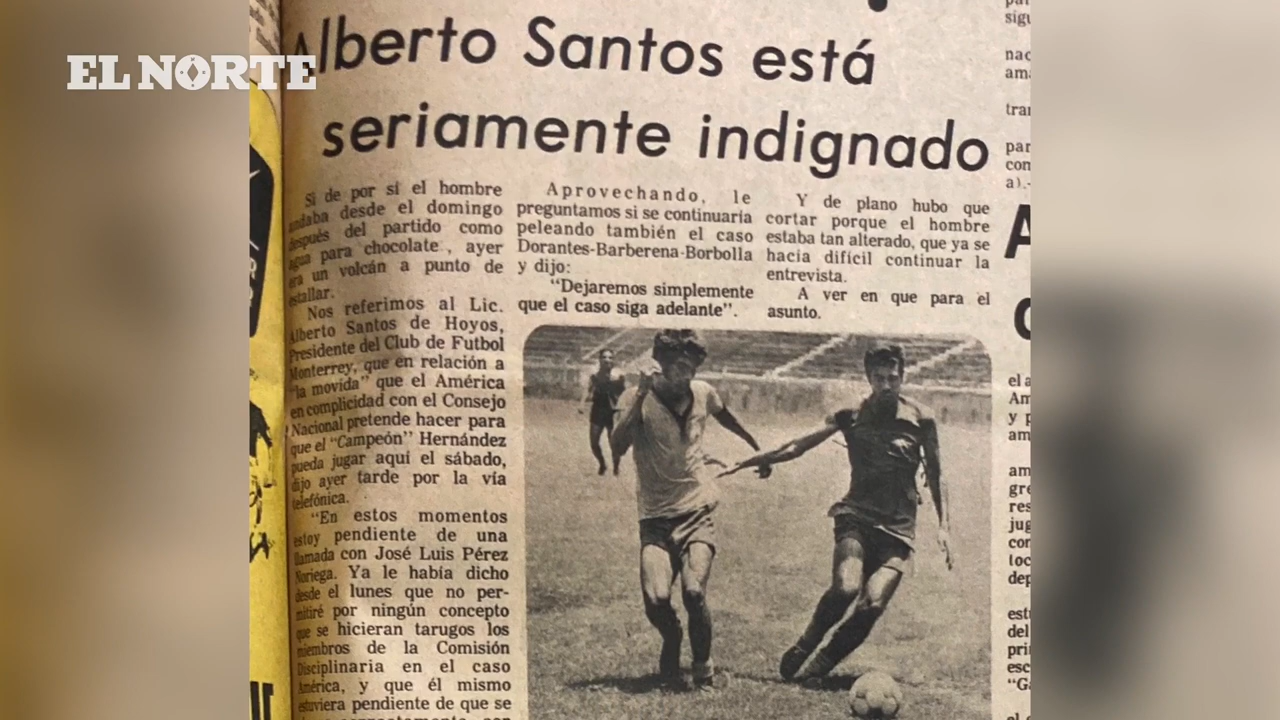 EL NORTE
Alberto Santos está
seriamente indignado
Si de por sí el hombre
andaba desde el domingo
después del partido como
agua para chocolate, ayer
era un volcán a punto de
estallar.
Nos referimos al Lic.
Alberto Santos de Hoyos,
Presidente del Club de Futbol
Monterrey, que en relación a
"la movida" que el América
en complicidad con el Consejo
Nacional pretende hacer para
que el "Campeón" Hernández
pueda jugar aquí el sábado,
dijo ayer tarde por la vía
telefónica.
"En estos momentos
estoy pendiente de una
llamada con José Luis Pérez
Noriega. Ya le había dicho
desde el lunes que no per-
mitiré por ningún concepto
que se hicieran tarugos los
miembros de la Comisión
Disciplinaria en el caso
América, y que él mismo
estuviera pendiente de que se
Aprovechando, le
preguntamos si se continuaría
peleando también el caso
Dorantes-Barberena-Borbolla
y dijo:
"Dejaremos simplemente
que el caso siga adelante".
Y de plano hubo que
cortar porque el hombre
estaba tan alterado, que ya se
hacía difícil continuar la
entrevista.
A ver en que para el
asunto.